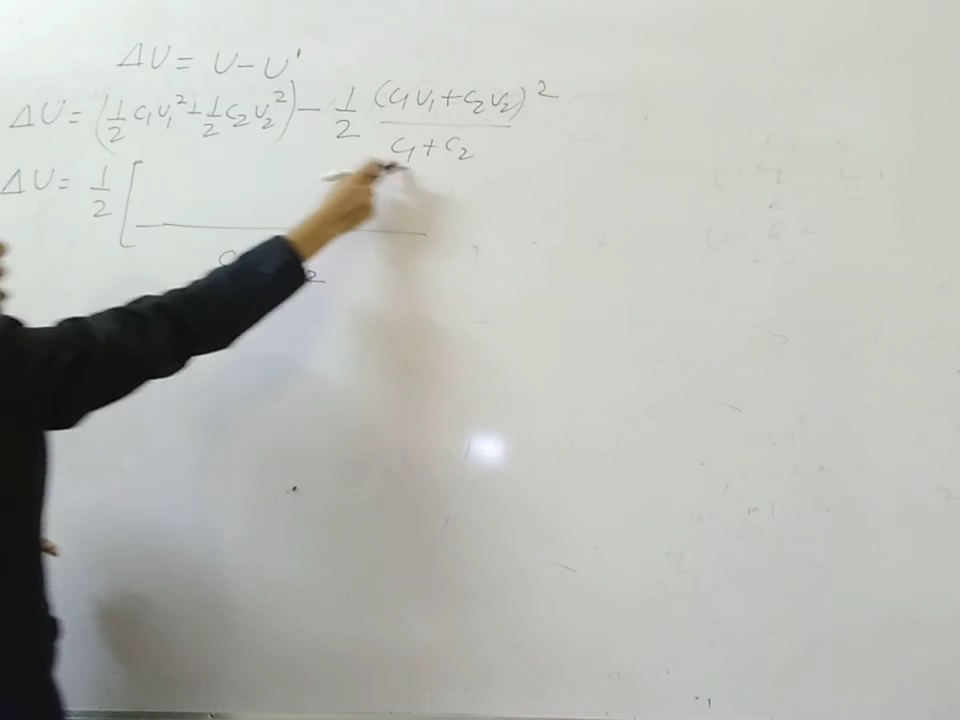 ΔU = U − U'
ΔU = (1/2 C₁V₁² + 1/2 C₂V₂²) − 1/2 (C₁V₁ + C₂V₂)² / C₁ + C₂
ΔU = 1/2 [